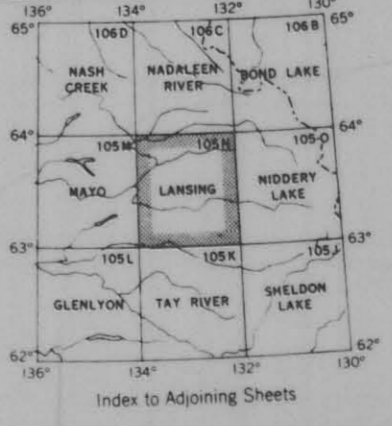 136° 134° 132° 130°
65° 106D 106C 106B 65°
NASH CREEK NADALEEN RIVER BOND LAKE
64° 64°
105M 105N 105-O
MAYO LANSING NIDDERY LAKE
63° 63°
105L 105K 105J
GLENLYON TAY RIVER SHELDON LAKE
62° 62°
136° 134° 132° 130°
Index to Adjoining Sheets